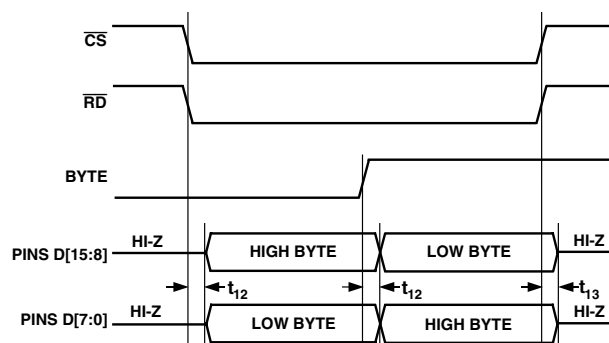 CS
RD
BYTE
PINS D[15:8] HI-Z HIGH BYTE LOW BYTE HI-Z
t12 t12 t13
PINS D[7:0] HI-Z LOW BYTE HIGH BYTE HI-Z